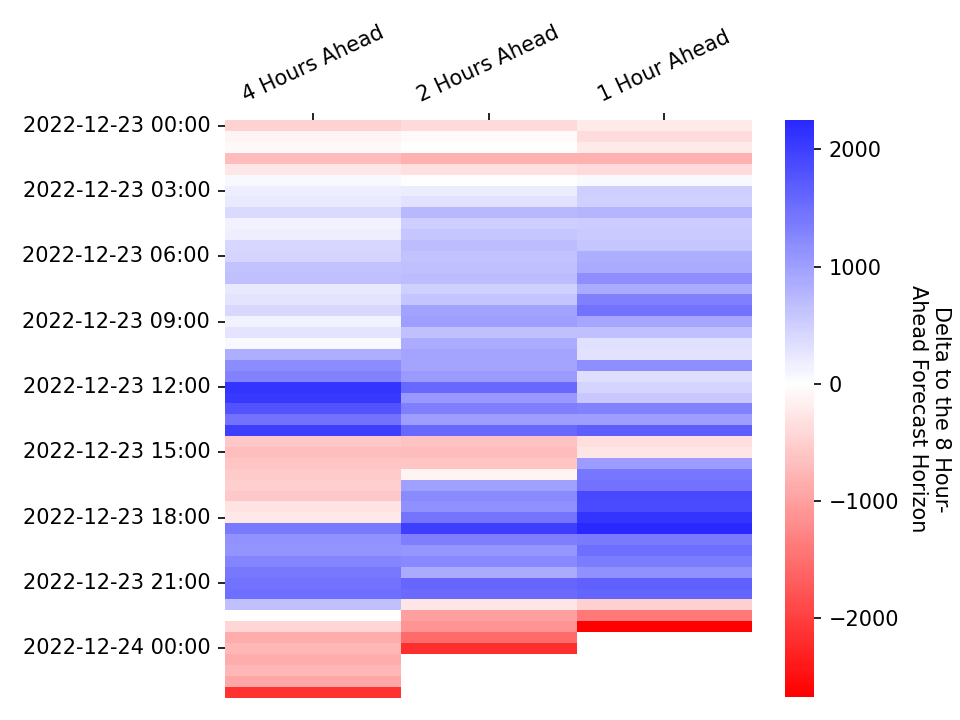 4 Hours Ahead
2 Hours Ahead
1 Hour Ahead
2022-12-23 00:00
2022-12-23 03:00
2022-12-23 06:00
2022-12-23 09:00
2022-12-23 12:00
2022-12-23 15:00
2022-12-23 18:00
2022-12-23 21:00
2022-12-24 00:00
2000
1000
0
−1000
−2000
Delta to the 8 Hour-
Ahead Forecast Horizon